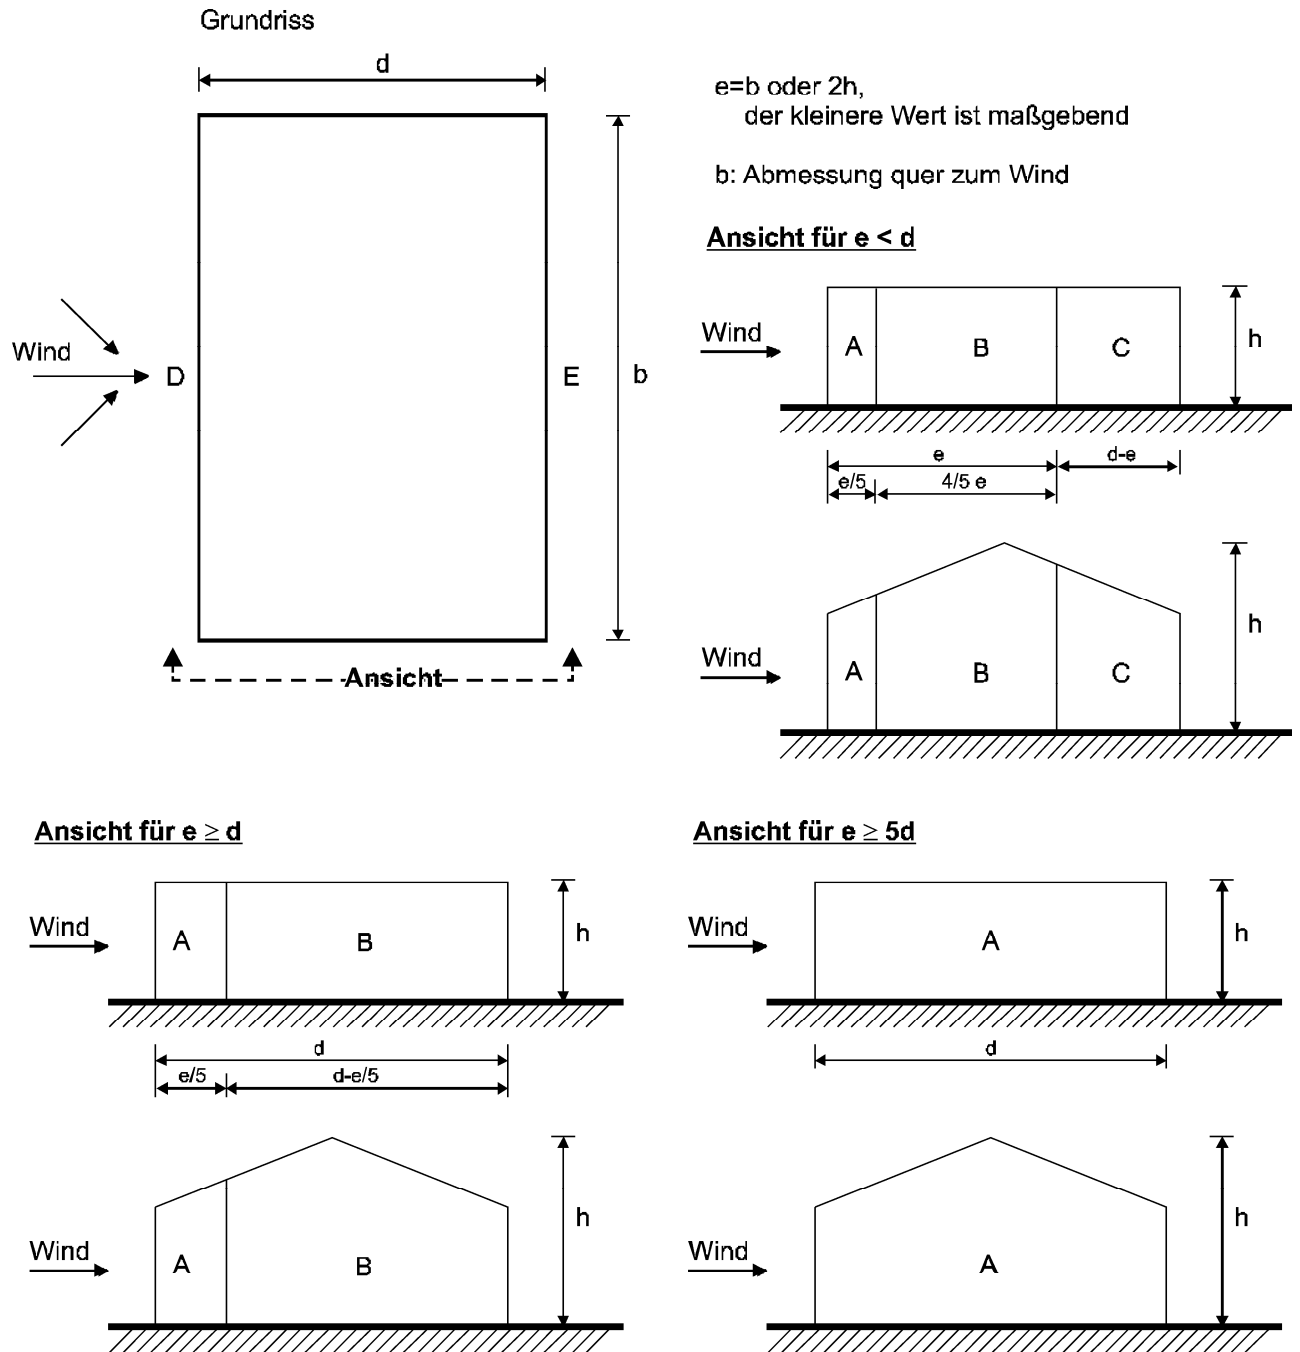 Grundriss
d
e=b oder 2h,
der kleinere Wert ist maßgebend
b: Abmessung quer zum Wind
Wind
D
E
b
Ansicht
Ansicht für e < d
Wind
A
B
C
h
e
d-e
e/5
4/5 e
Wind
A
B
C
h
Ansicht für e ≥ d
Wind
A
B
h
d
e/5
d-e/5
Wind
A
B
h
Ansicht für e ≥ 5d
Wind
A
h
d
Wind
A
h